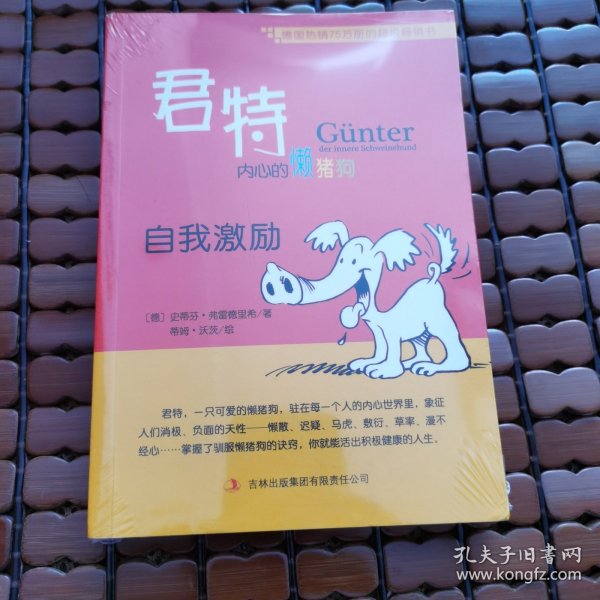 德国热销75万册的超级畅销书
君特
Günter
der innere Schweinehund
内心的懒猪狗
自我激励
［德］史蒂芬·弗雷德里希/著
蒂姆·沃茨/绘
君特，一只可爱的懒猪狗，驻在每一个人的内心世界里，象征
人们消极、负面的天性——懒散、迟疑、马虎、敷衍、草率、漫不
经心……掌握了驯服懒猪狗的诀窍，你就能活出积极健康的人生。
吉林出版集团有限责任公司
孔夫子旧书网
www.kongfz.com